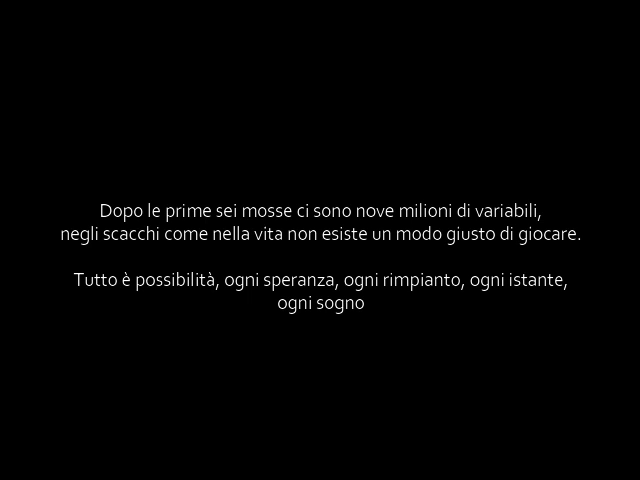 Dopo le prime sei mosse ci sono nove milioni di variabili,
negli scacchi come nella vita non esiste un modo giusto di giocare.
Tutto è possibilità, ogni speranza, ogni rimpianto, ogni istante,
ogni sogno